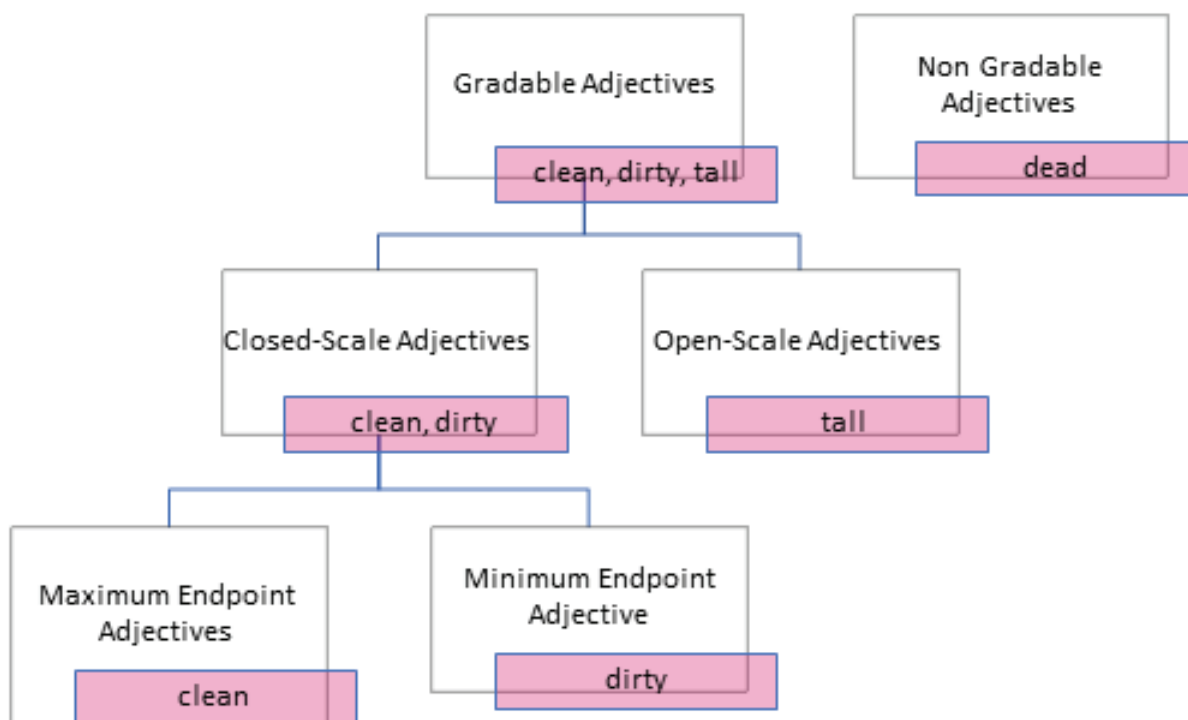 Gradable Adjectives
clean, dirty, tall
Non Gradable
Adjectives
dead
Closed-Scale Adjectives
clean, dirty
Open-Scale Adjectives
tall
Maximum Endpoint
Adjectives
clean
Minimum Endpoint
Adjective
dirty